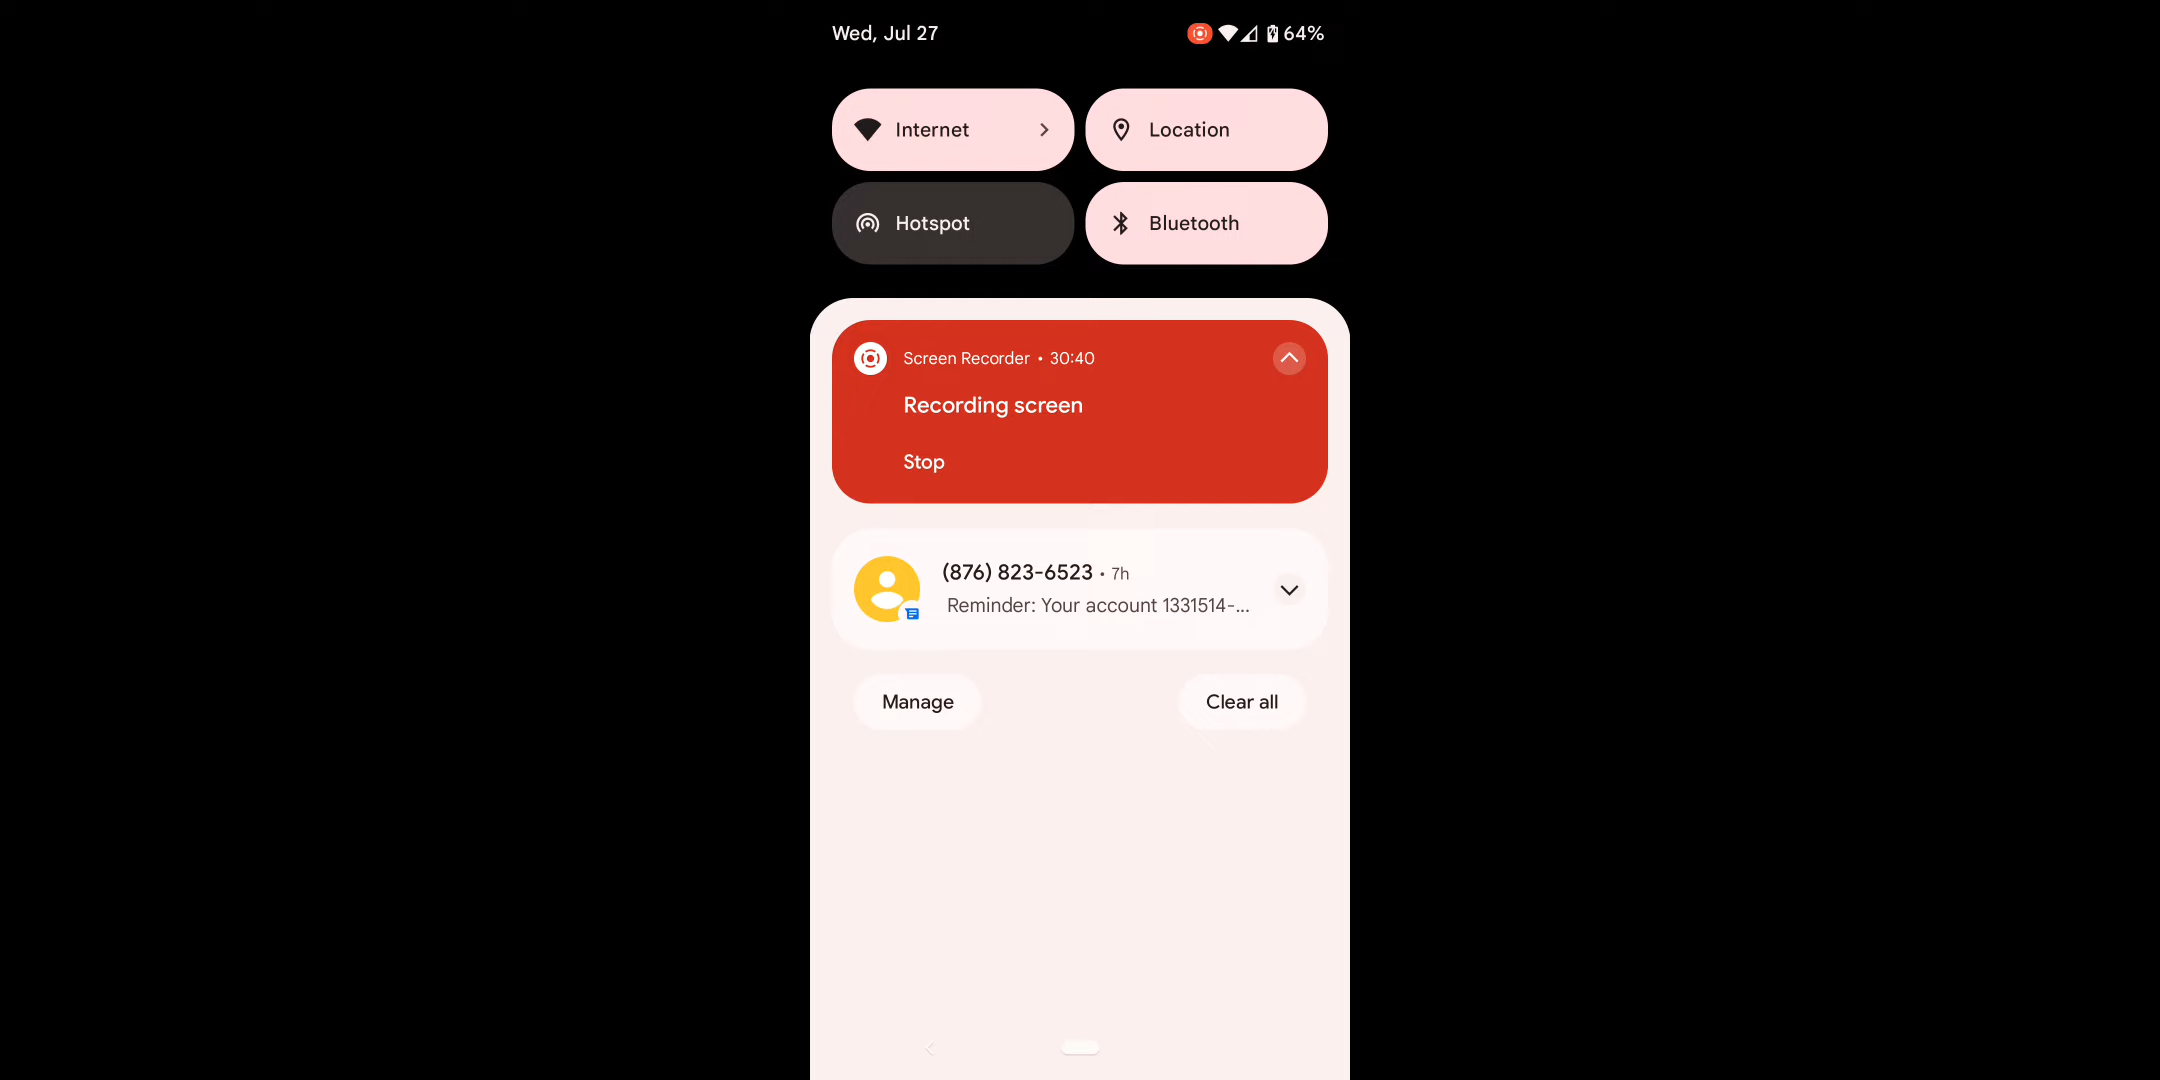 Wed, Jul 27
64%
Internet
Location
Hotspot
Bluetooth
Screen Recorder • 30:40
Recording screen
Stop
(876) 823-6523 • 7h
Reminder: Your account 1331514-...
Manage
Clear all